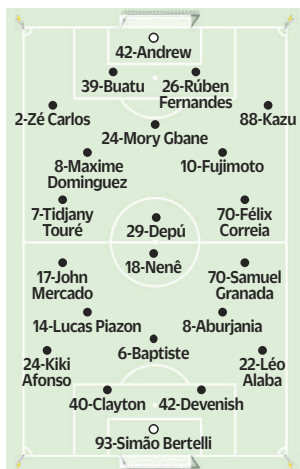 42-Andrew
39-Buatu
26-Rúben
Fernandes
2-Zé Carlos
88-Kazu
24-Mory Gbane
8-Maxime
Dominguez
10-Fujimoto
7-Tidjany
Touré
70-Félix
Correia
29-Depú
18-Nenê
17-John
Mercado
70-Samuel
Granada
14-Lucas Piazon
8-Aburjania
6-Baptiste
24-Kiki
Afonso
22-Léo
Alaba
40-Clayton
42-Devenish
93-Simão Bertelli